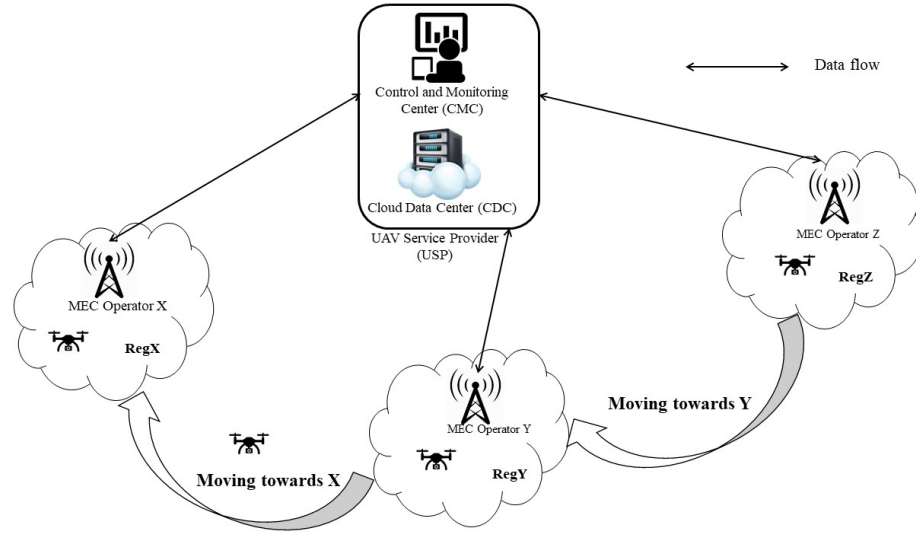 Control and Monitoring
Center (CMC)
Data flow
Cloud Data Center (CDC)
UAV Service Provider
(USP)
MEC Operator Z
RegZ
MEC Operator X
RegX
Moving towards Y
MEC Operator Y
RegY
Moving towards X